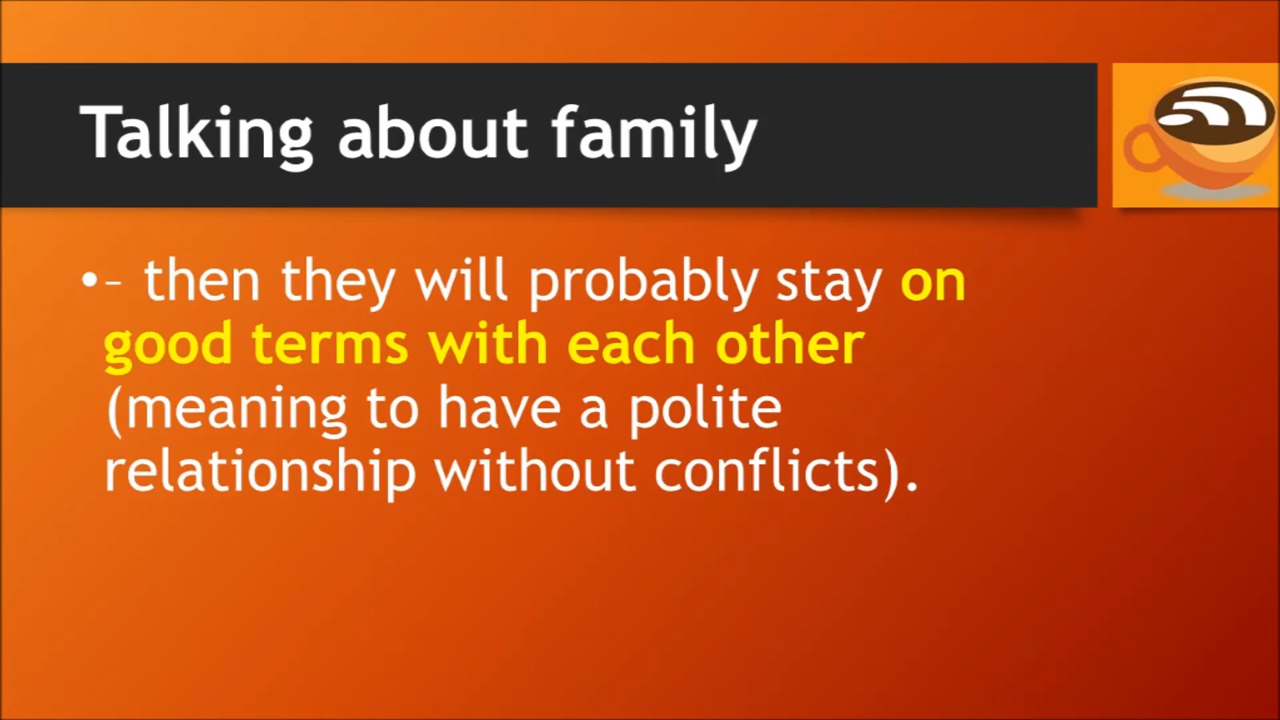 Talking about family
•– then they will probably stay on
good terms with each other
(meaning to have a polite
relationship without conflicts).